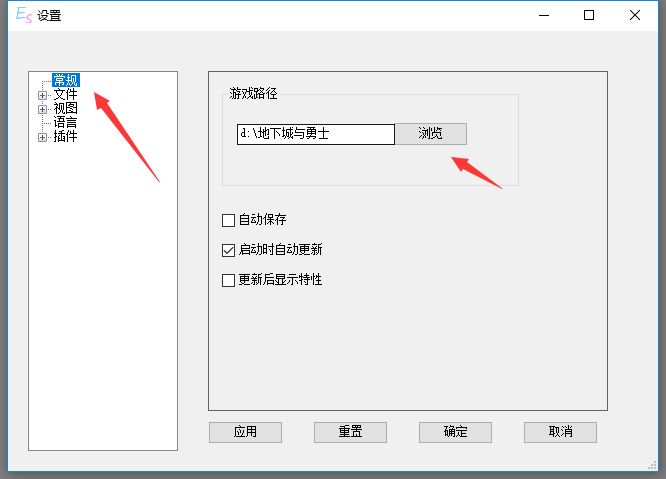 ES 设置
常规
文件
视图
语言
插件
游戏路径
d:\地下城与勇士 浏览
自动保存
启动时自动更新
更新后显示特性
应用 重置 确定 取消